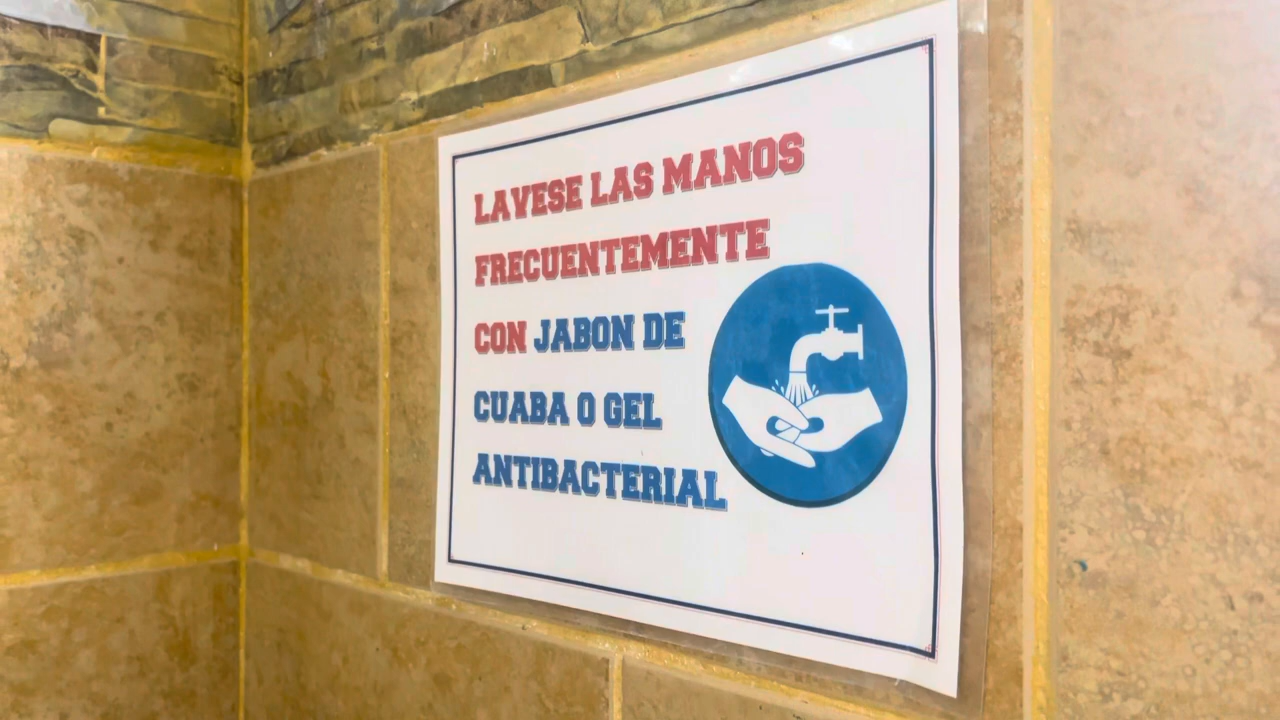 LAVESE LAS MANOS
FRECUENTEMENTE
CON JABON DE
CUABA O GEL
ANTIBACTERIAL